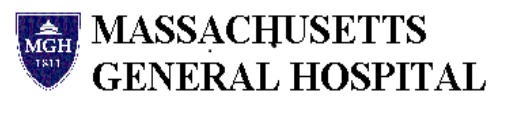 MGH
1811
MASSACHUSETTS
GENERAL HOSPITAL